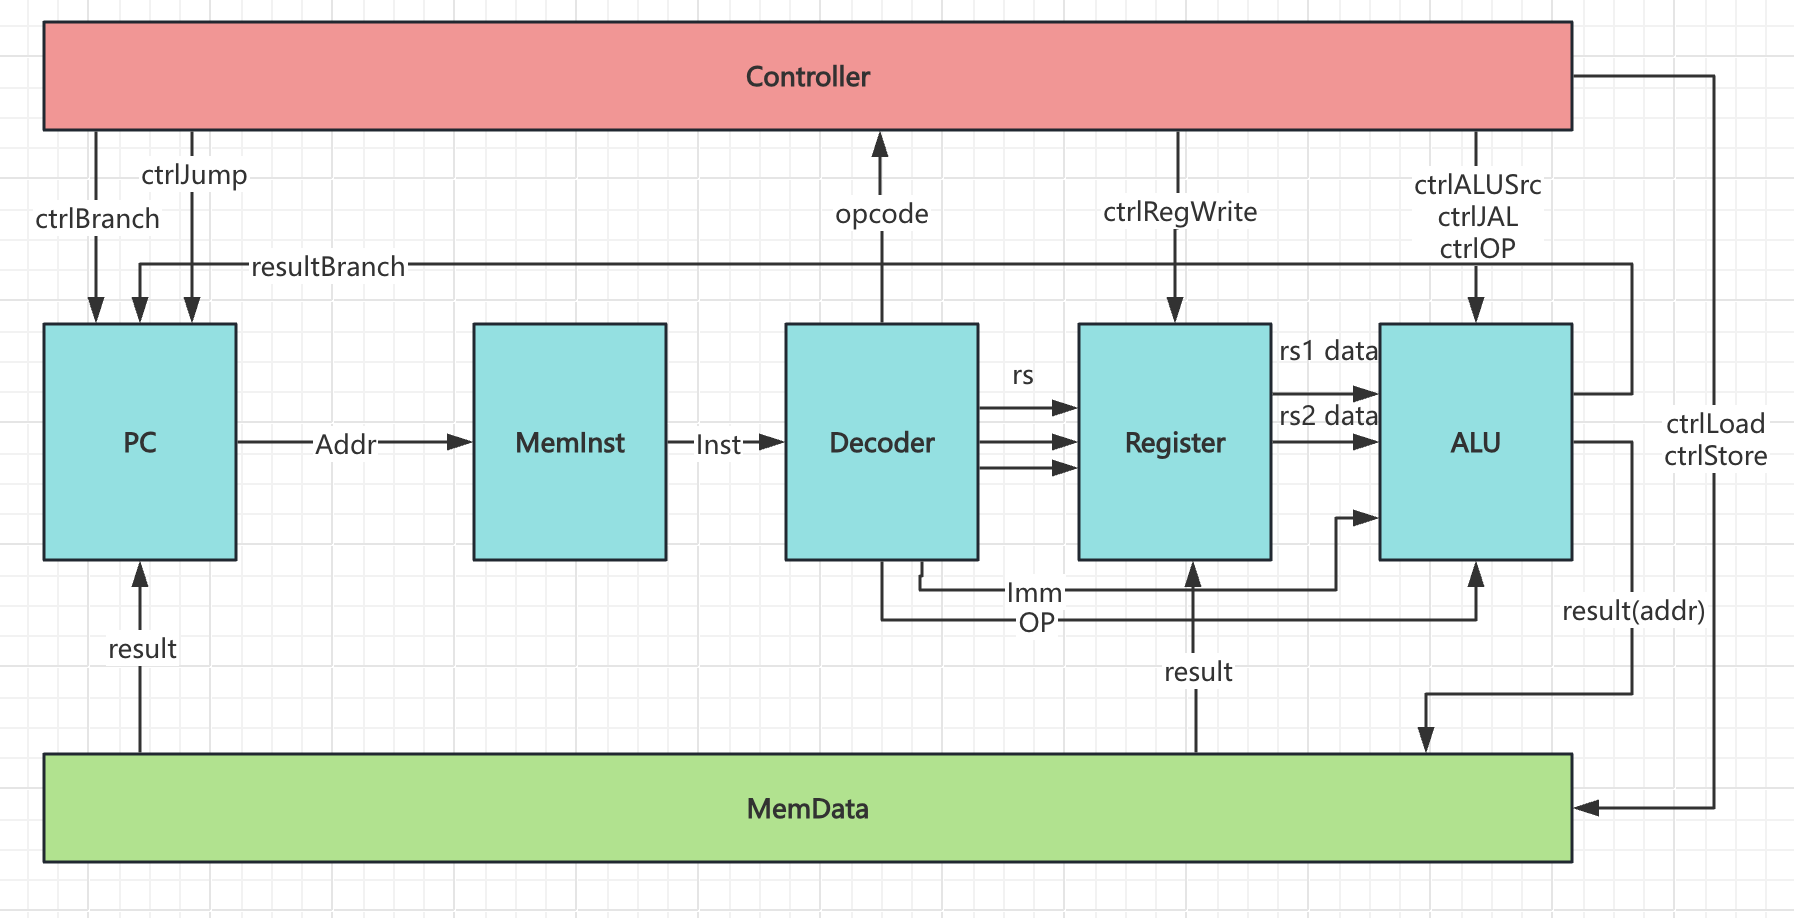 Controller
ctrlJump
ctrlBranch
opcode
ctrlRegWrite
ctrlALUSrc
ctrlJAL
ctrlOP
resultBranch
rs1 data
rs
rs2 data
PC
Addr
MemInst
Inst
Decoder
Register
ALU
ctrlLoad
ctrlStore
Imm
OP
result(addr)
result
result
MemData